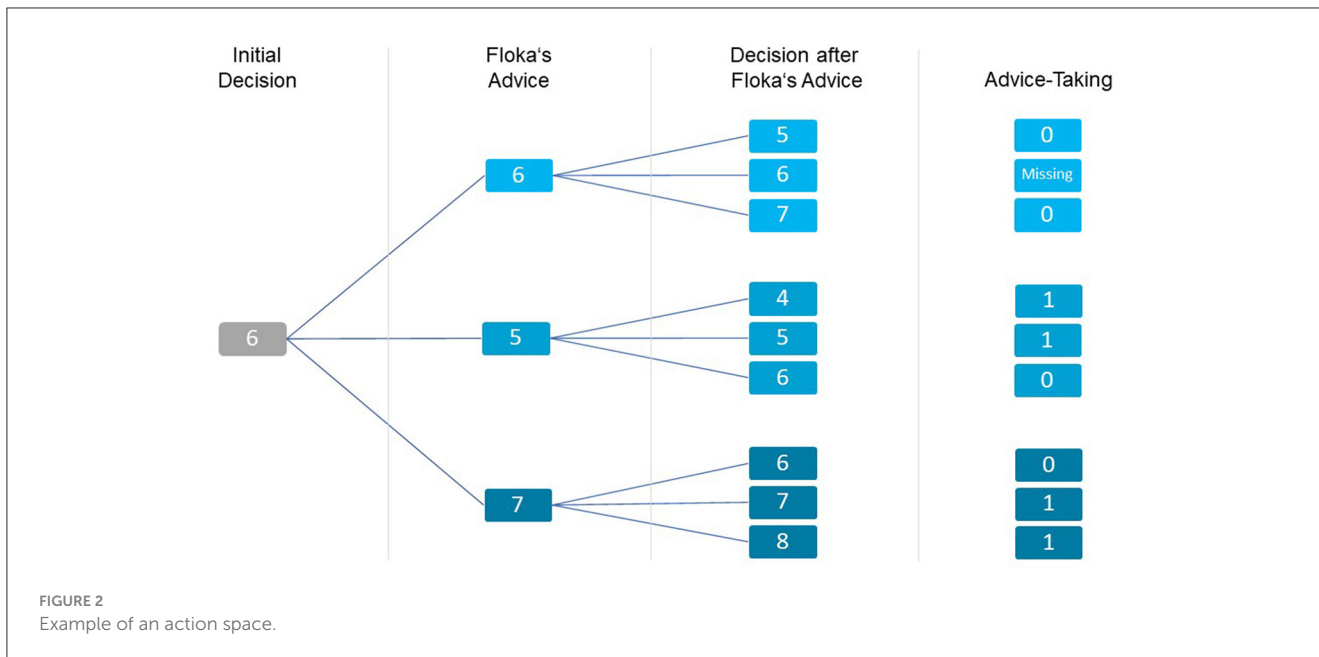 Initial
Decision
Floka‘s
Advice
Decision after
Floka‘s Advice
Advice-Taking
6
6
5
6
7
0
Missing
0
5
4
5
6
1
1
0
7
6
7
8
0
1
1
FIGURE 2
Example of an action space.